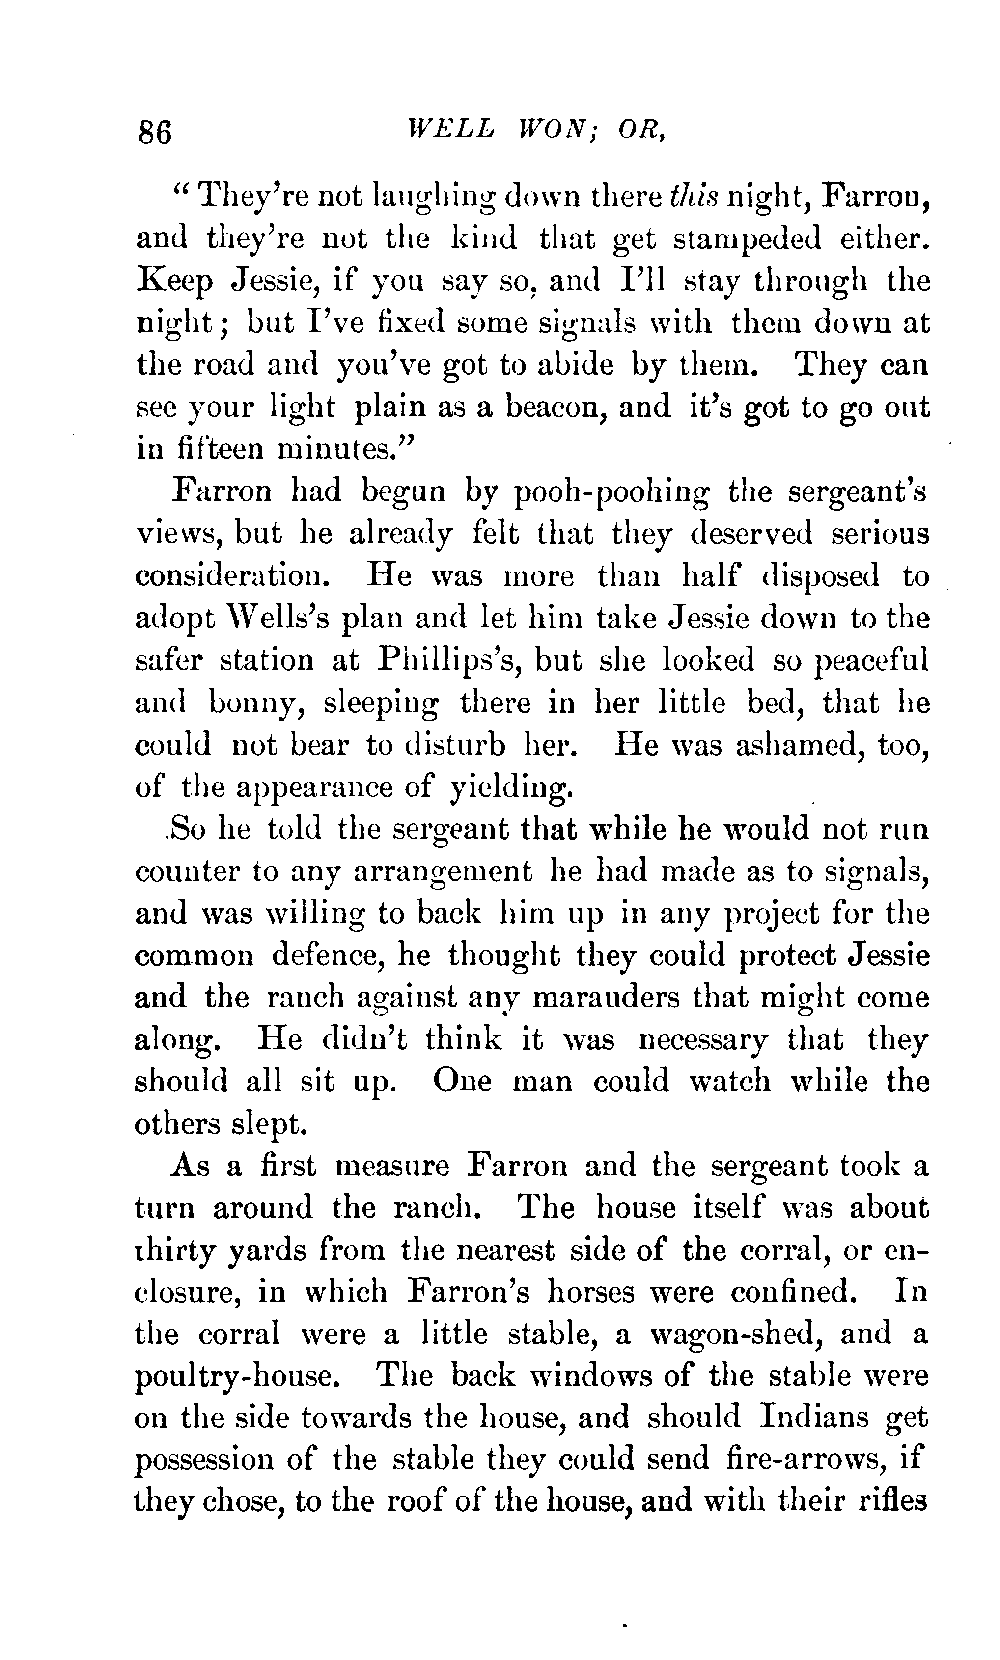 86 WELL WON; OR,
“They’re not laughing down there this night, Farron,
and they’re not the kind that get stampeded either.
Keep Jessie, if you say so, and I’ll stay through the
night; but I’ve fixed some signals with them down at
the road and you’ve got to abide by them. They can
see your light plain as a beacon, and it’s got to go out
in fifteen minutes.”
Farron had begun by pooh-poohing the sergeant’s
views, but he already felt that they deserved serious
consideration. He was more than half disposed to
adopt Wells’s plan and let him take Jessie down to the
safer station at Phillips’s, but she looked so peaceful
and bonny, sleeping there in her little bed, that he
could not bear to disturb her. He was ashamed, too,
of the appearance of yielding.
So he told the sergeant that while he would not run
counter to any arrangement he had made as to signals,
and was willing to back him up in any project for the
common defence, he thought they could protect Jessie
and the ranch against any marauders that might come
along. He didn’t think it was necessary that they
should all sit up. One man could watch while the
others slept.
As a first measure Farron and the sergeant took a
turn around the ranch. The house itself was about
thirty yards from the nearest side of the corral, or en-
closure, in which Farron’s horses were confined. In
the corral were a little stable, a wagon-shed, and a
poultry-house. The back windows of the stable were
on the side towards the house, and should Indians get
possession of the stable they could send fire-arrows, if
they chose, to the roof of the house, and with their rifles